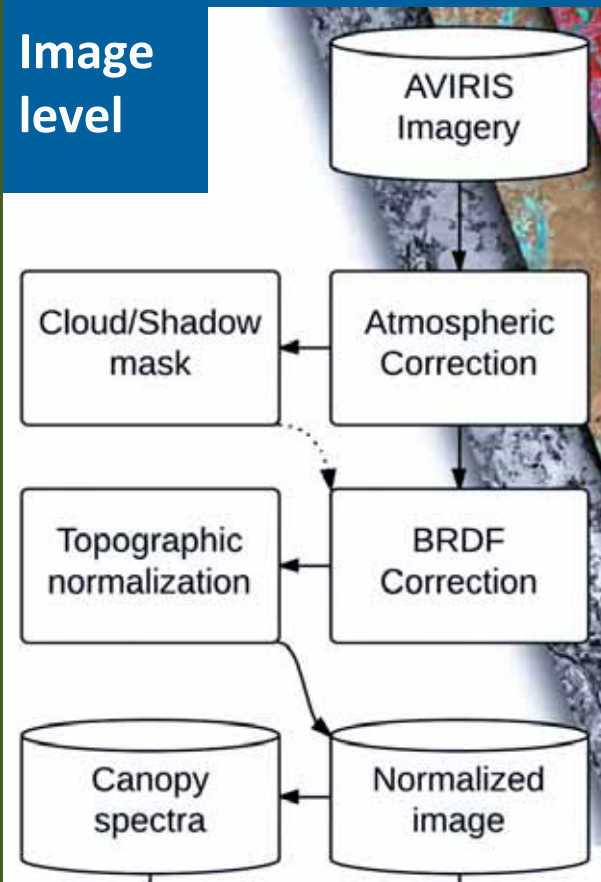 Image
level
AVIRIS
Imagery
Cloud/Shadow
mask
Atmospheric
Correction
Topographic
normalization
BRDF
Correction
Canopy
spectra
Normalized
image